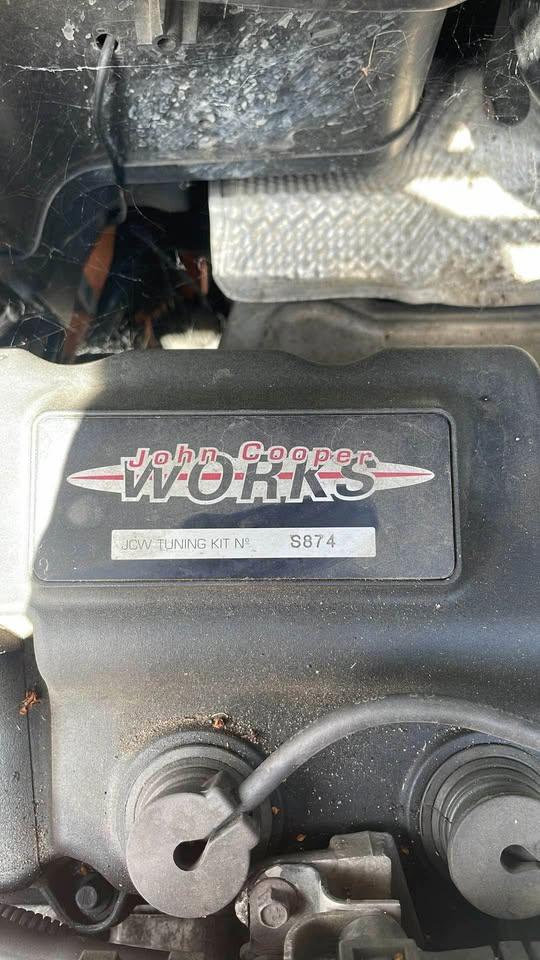 John Cooper
WORKS
JCW TUNING KIT Nº S874